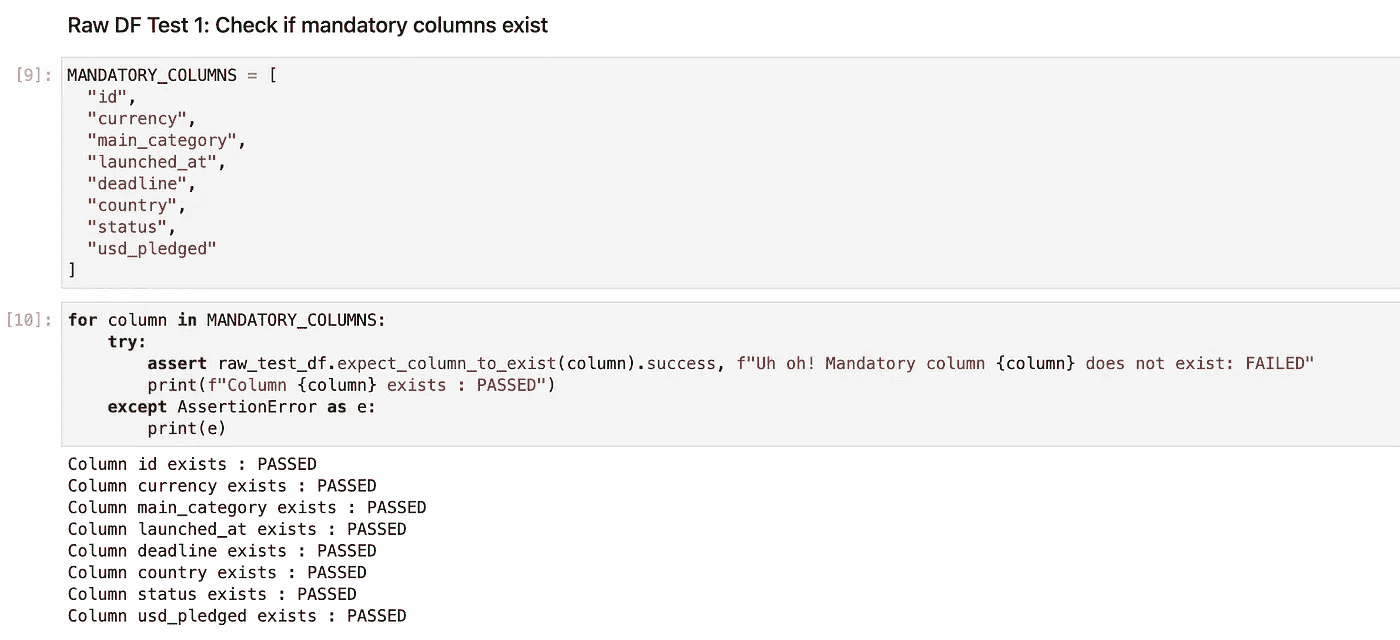 Raw DF Test 1: Check if mandatory columns exist
[9]: MANDATORY_COLUMNS = [
  "id",
  "currency",
  "main_category",
  "launched_at",
  "deadline",
  "country",
  "status",
  "usd_pledged"
]
[10]: for column in MANDATORY_COLUMNS:
    try:
        assert raw_test_df.expect_column_to_exist(column).success, f"Uh oh! Mandatory column {column} does not exist: FAILED"
        print(f"Column {column} exists : PASSED")
    except AssertionError as e:
        print(e)
Column id exists : PASSED
Column currency exists : PASSED
Column main_category exists : PASSED
Column launched_at exists : PASSED
Column deadline exists : PASSED
Column country exists : PASSED
Column status exists : PASSED
Column usd_pledged exists : PASSED